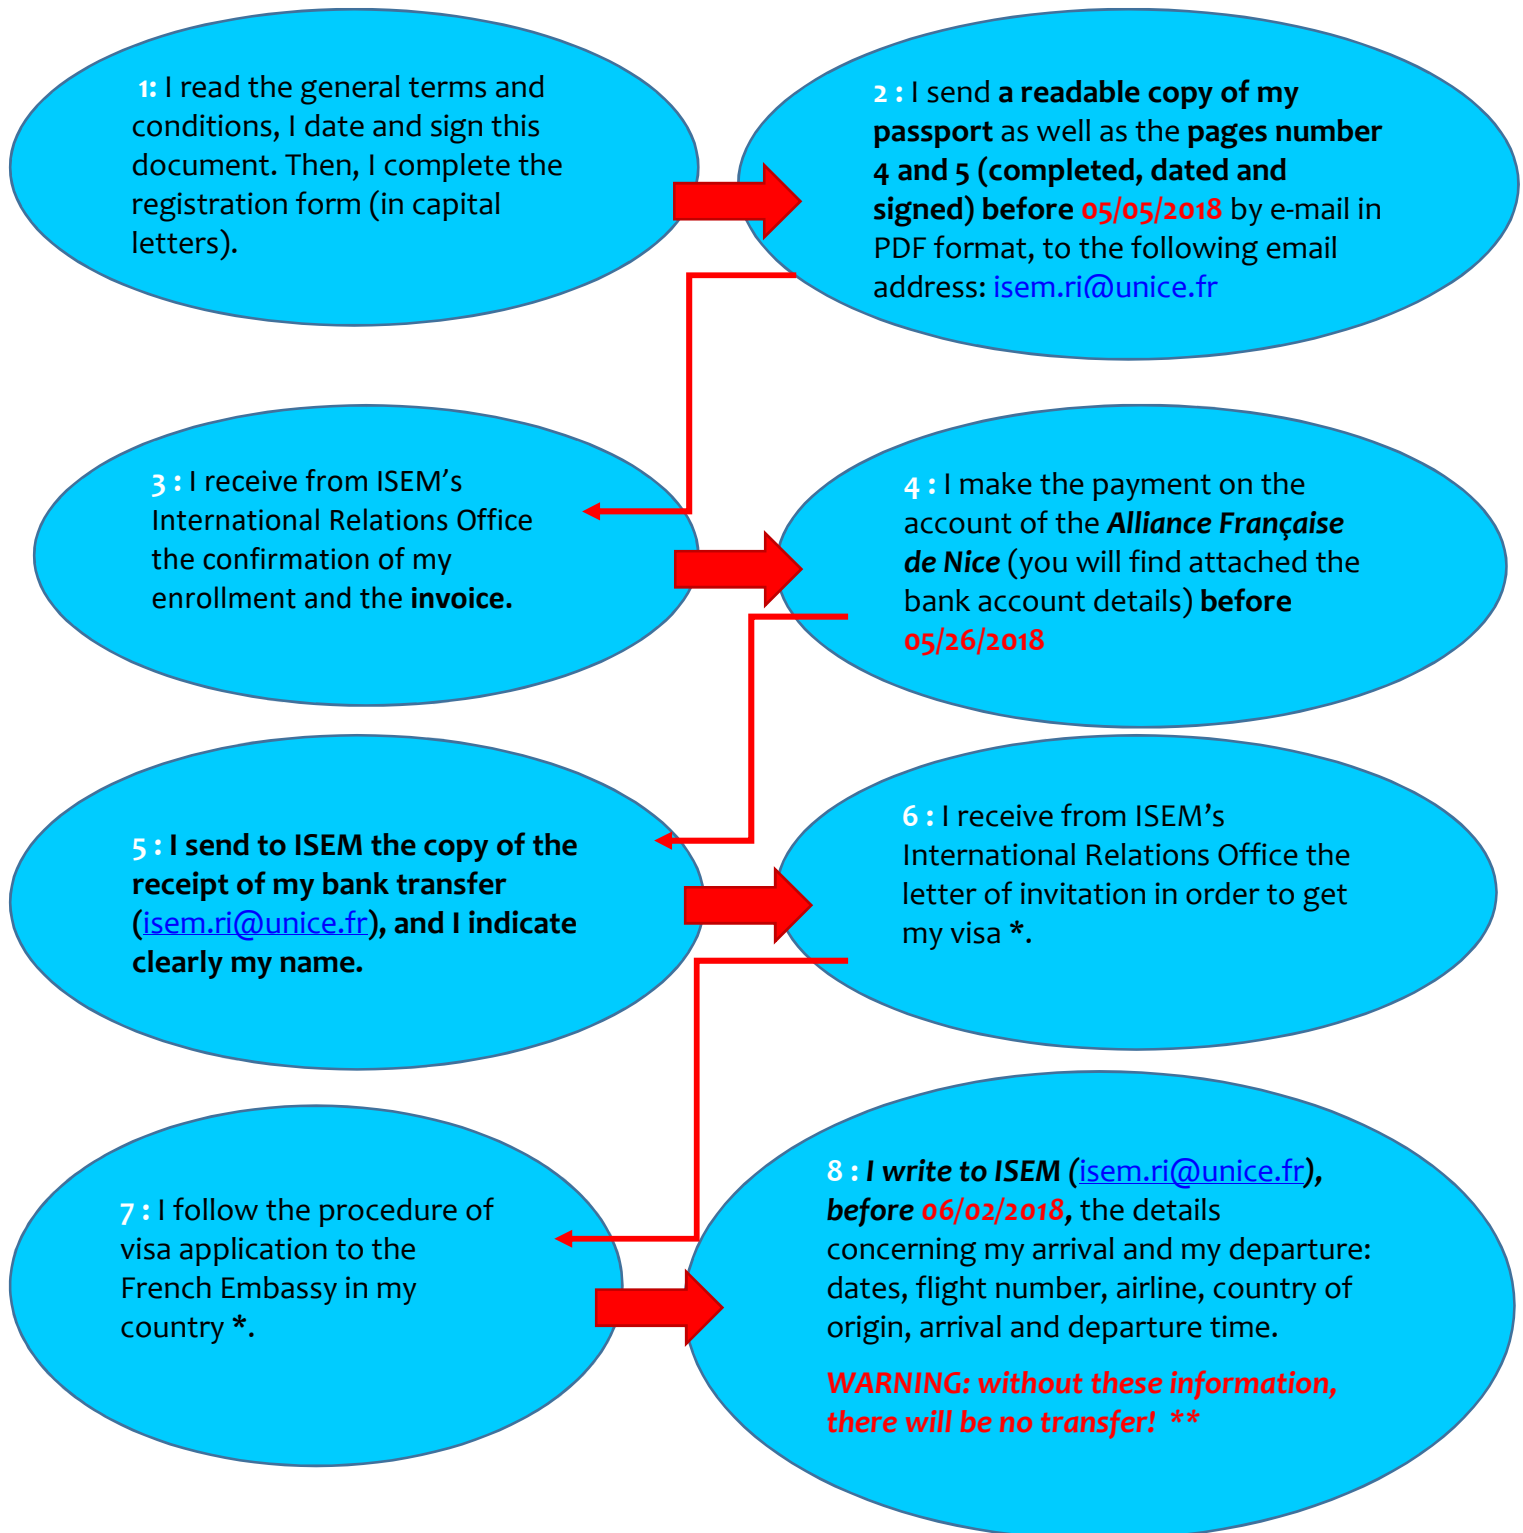 1: I read the general terms and
conditions, I date and sign this
document. Then, I complete the
registration form (in capital
letters).
2 : I send a readable copy of my
passport as well as the pages number
4 and 5 (completed, dated and
signed) before 05/05/2018 by e-mail in
PDF format, to the following email
address: isem.ri@unice.fr
3 : I receive from ISEM’s
International Relations Office
the confirmation of my
enrollment and the invoice.
4 : I make the payment on the
account of the Alliance Française
de Nice (you will find attached the
bank account details) before
05/26/2018
5 : I send to ISEM the copy of the
receipt of my bank transfer
(isem.ri@unice.fr), and I indicate
clearly my name.
6 : I receive from ISEM’s
International Relations Office the
letter of invitation in order to get
my visa *.
7 : I follow the procedure of
visa application to the
French Embassy in my
country *.
8 : I write to ISEM (isem.ri@unice.fr),
before 06/02/2018, the details
concerning my arrival and my departure:
dates, flight number, airline, country of
origin, arrival and departure time.
WARNING: without these information,
there will be no transfer! **